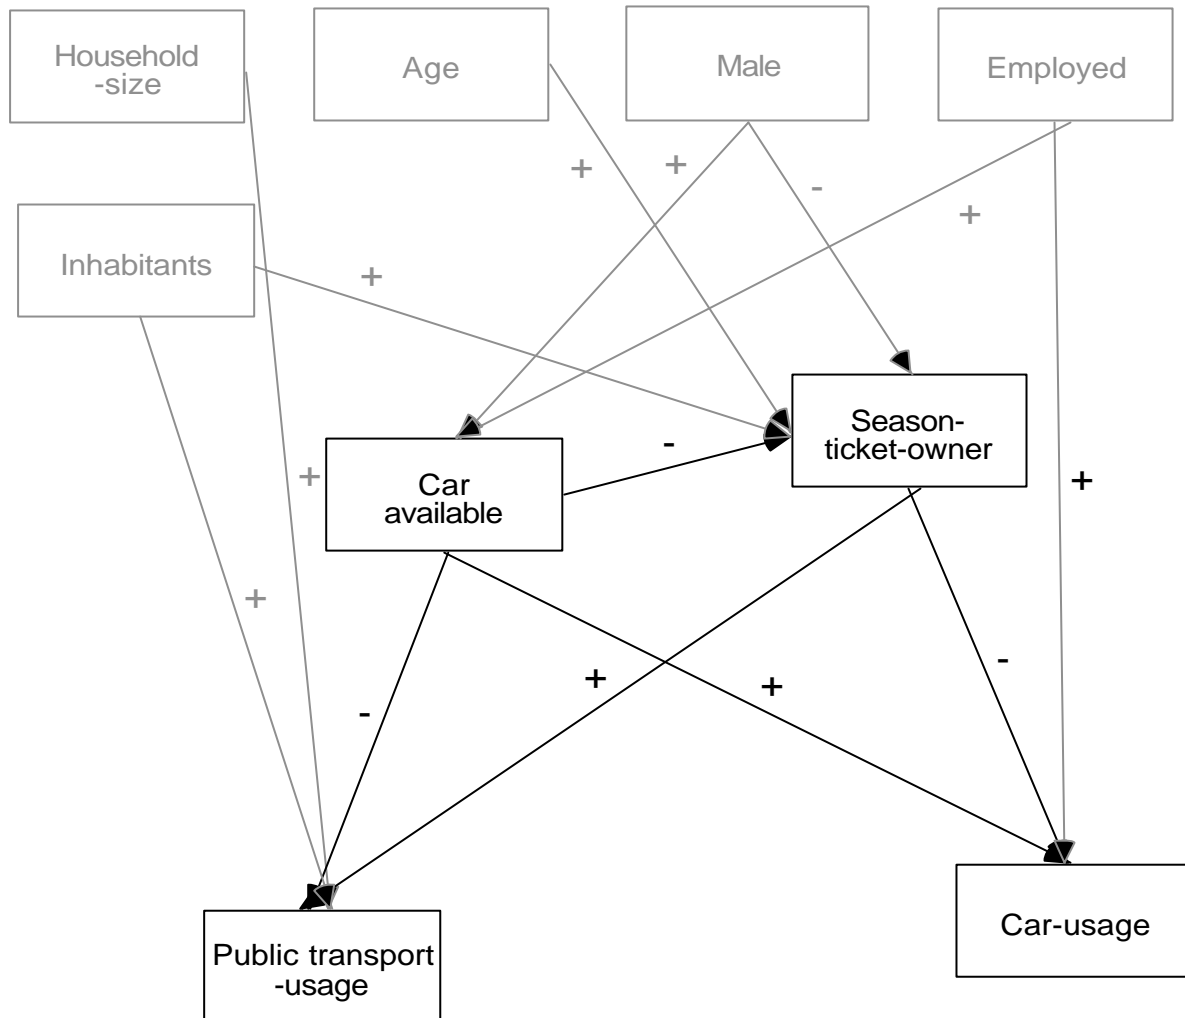 Household
-size
Age
Male
Employed
+
+
-
+
Inhabitants
+
Season-
ticket-owner
-
Car
available
+
+
+
+
+
-
-
Public transport
-usage
Car-usage